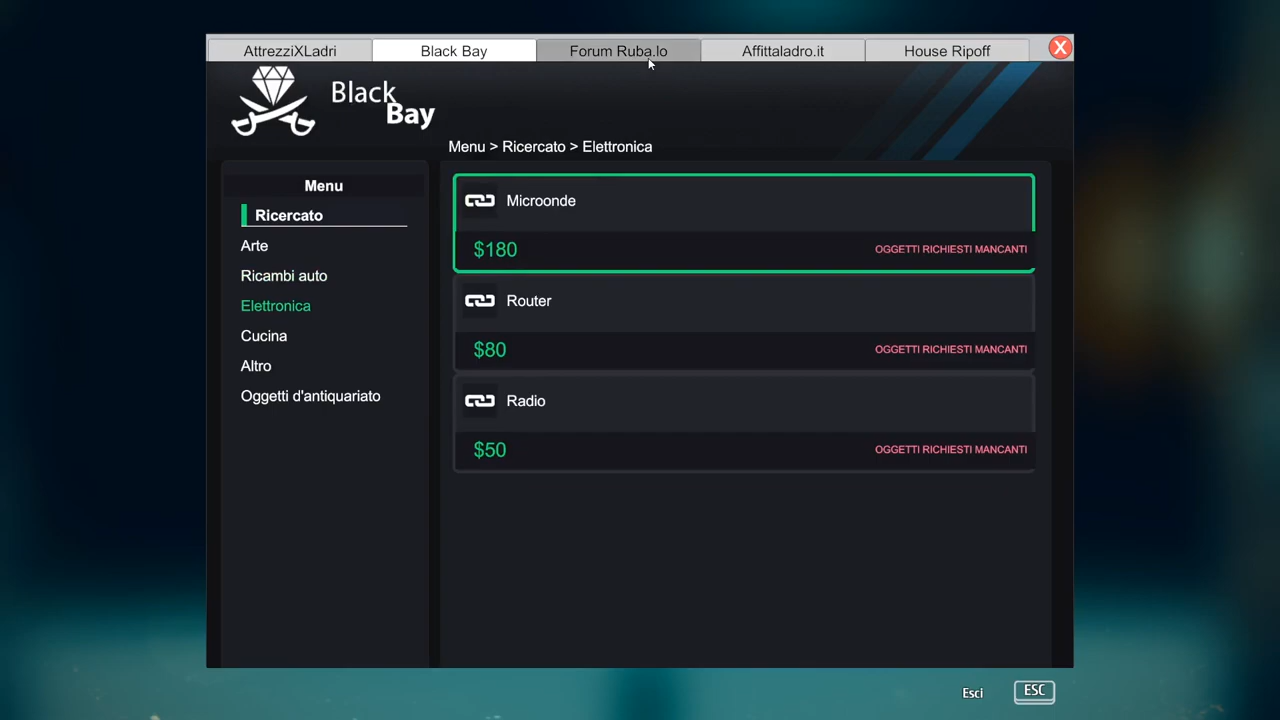 AttrezziXLadri
Black Bay
Forum Ruba.lo
Affittaladro.it
House Ripoff
X
Black
Bay
Menu > Ricercato > Elettronica
Menu
Ricercato
Arte
Ricambi auto
Elettronica
Cucina
Altro
Oggetti d'antiquariato
Microonde
$180
OGGETTI RICHIESTI MANCANTI
Router
$80
OGGETTI RICHIESTI MANCANTI
Radio
$50
OGGETTI RICHIESTI MANCANTI
Esci
ESC